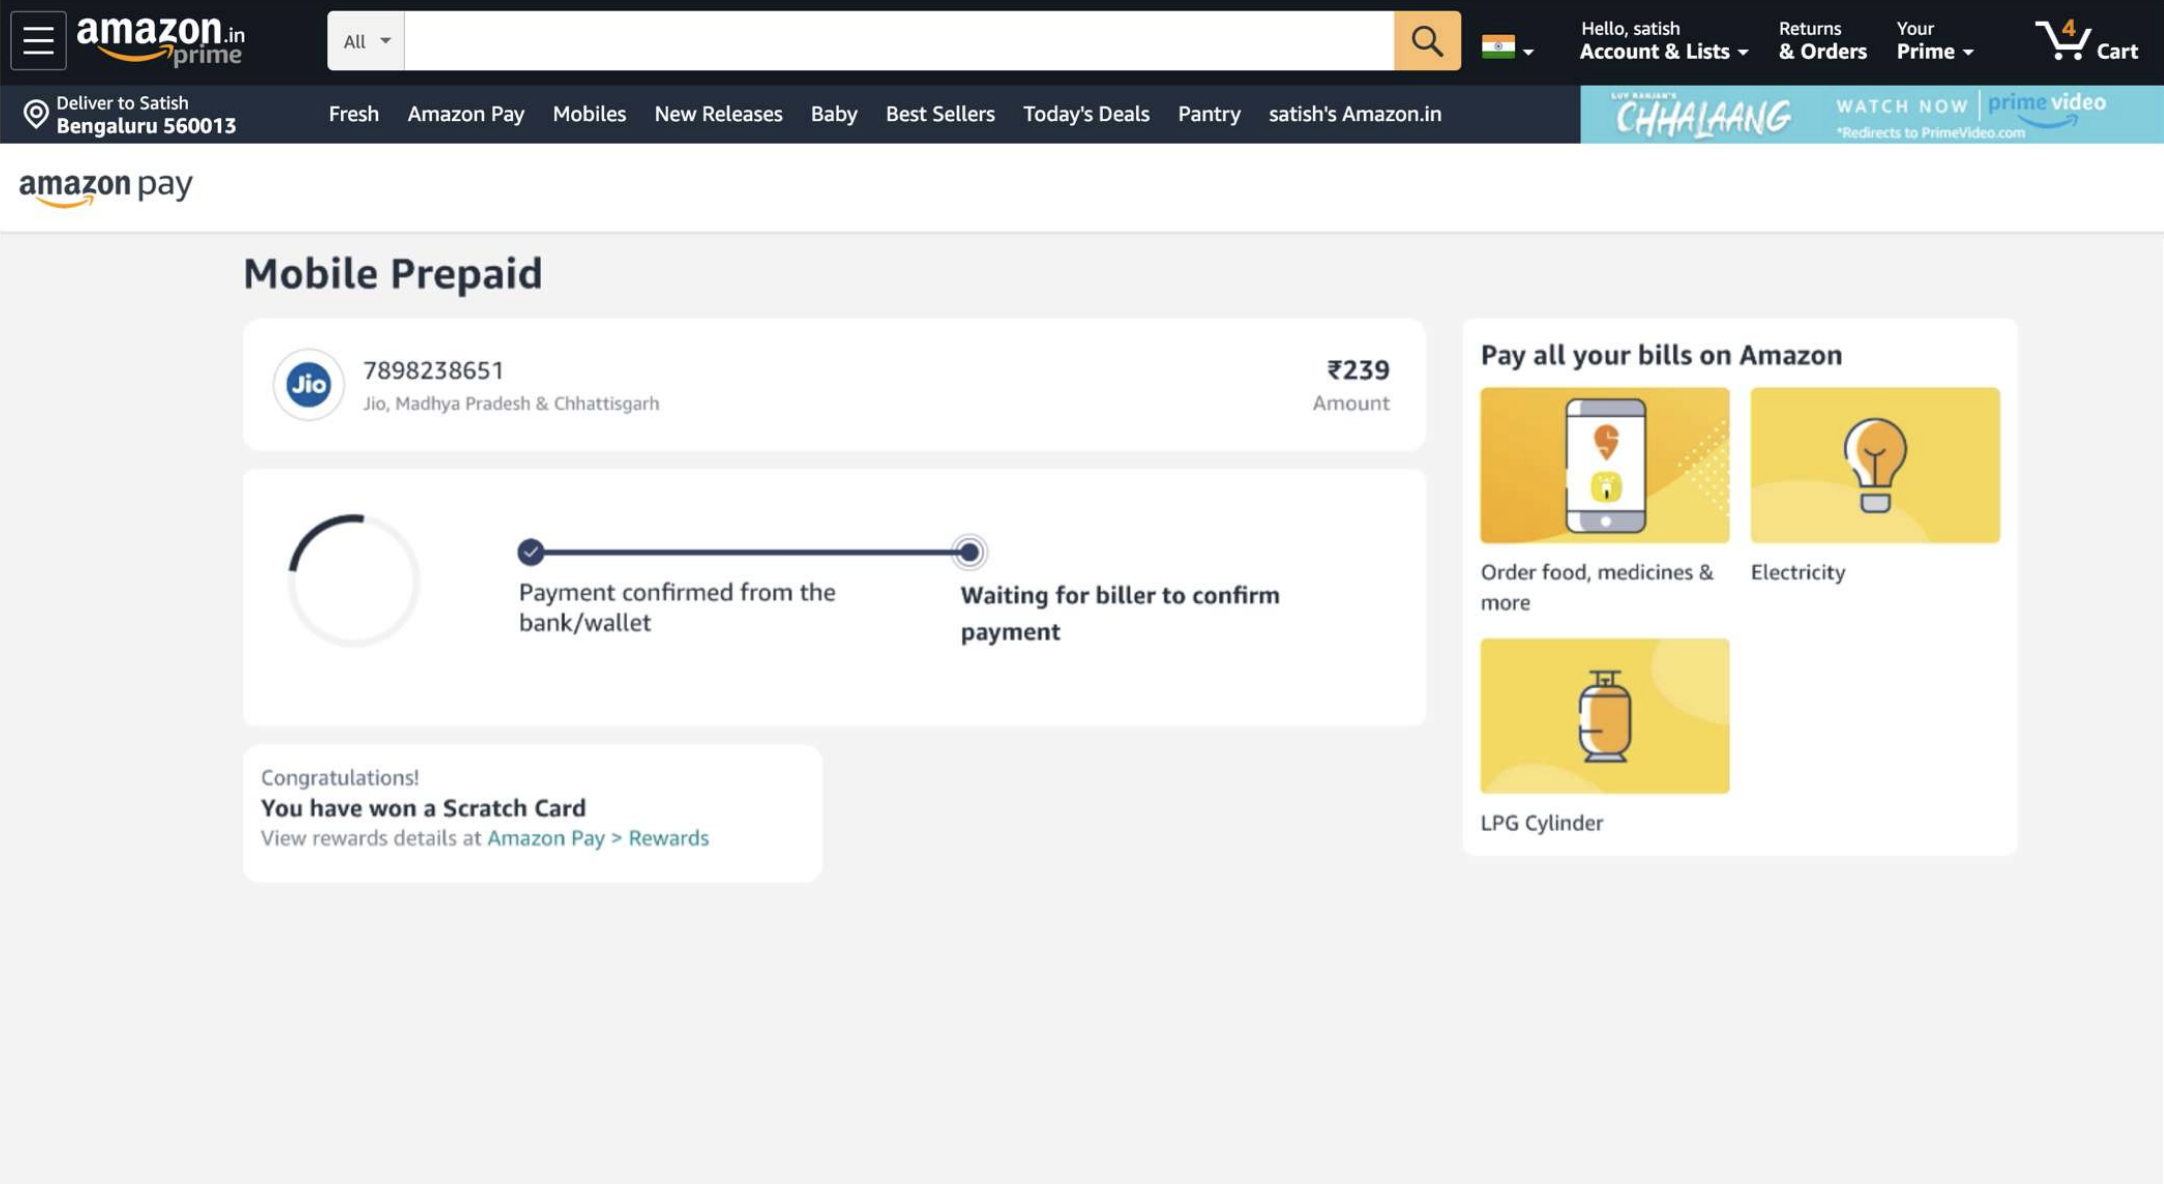 amazon.in
prime
All
Hello, satish
Account & Lists
Returns
& Orders
Your
Prime
4
Cart
Deliver to Satish
Bengaluru 560013
Fresh
Amazon Pay
Mobiles
New Releases
Baby
Best Sellers
Today's Deals
Pantry
satish's Amazon.in
LUV RANJAN'S
CHHALAANG
WATCH NOW
*Redirects to PrimeVideo.com
prime video
amazon pay
Mobile Prepaid
Jio
7898238651
Jio, Madhya Pradesh & Chhattisgarh
₹239
Amount
Payment confirmed from the
bank/wallet
Waiting for biller to confirm
payment
Congratulations!
You have won a Scratch Card
View rewards details at Amazon Pay > Rewards
Pay all your bills on Amazon
Order food, medicines &
more
Electricity
LPG Cylinder